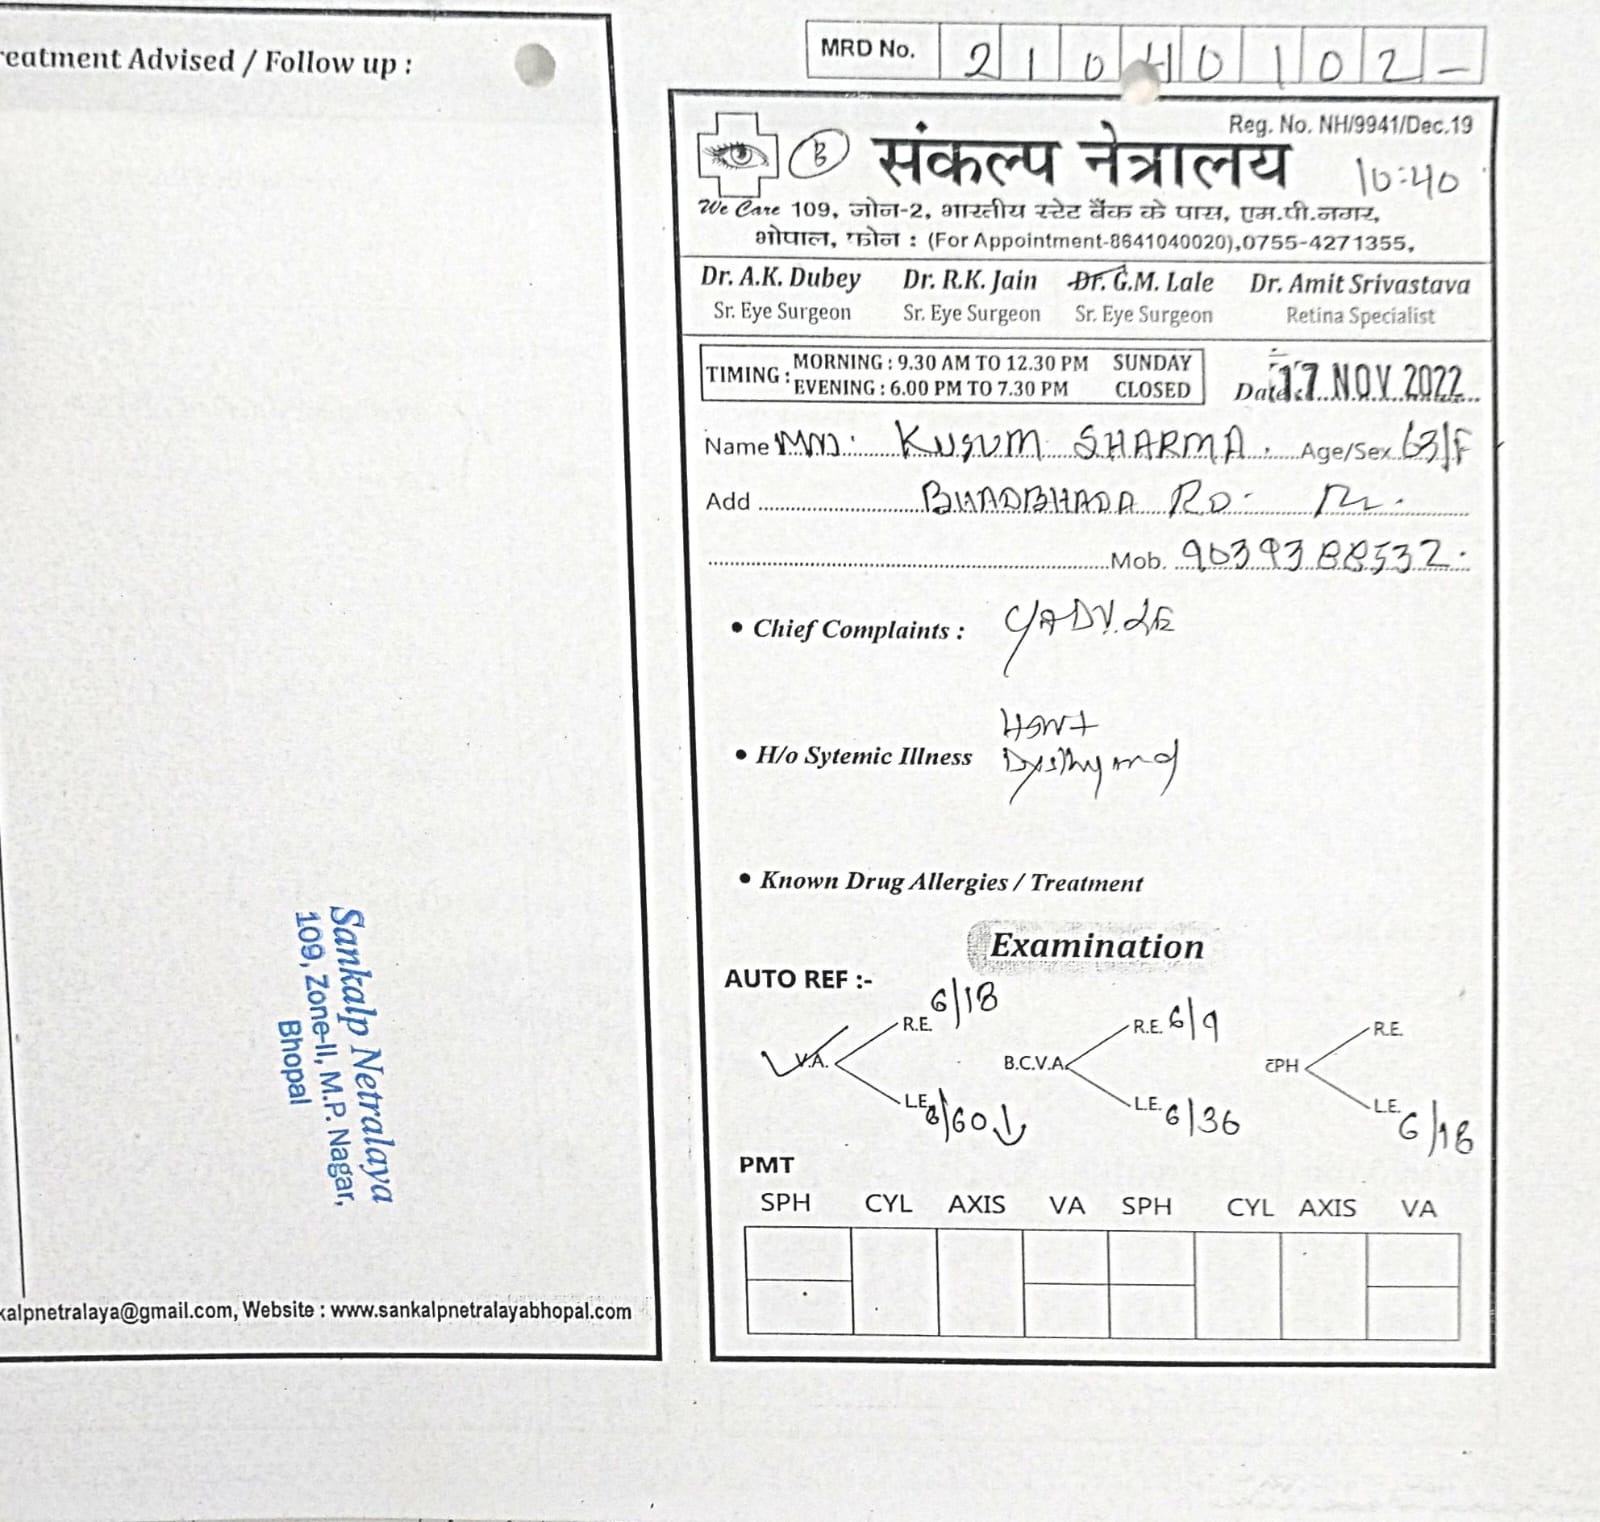 reatment Advised / Follow up :
Sankalp Netralaya
109, Zone-II, M.P. Nagar,
Bhopal
kalpnetralaya@gmail.com, Website : www.sankalpnetralayabhopal.com
MRD No. 2 1 0 4 0 1 0 2 -
Reg. No. NH/9941/Dec.19
B संकल्प नेत्रालय 10:40
We Care 109, जोन-2, भारतीय स्टेट बैंक के पास, एम.पी.नगर,
भोपाल, फोन : (For Appointment-8641040020),0755-4271355,
Dr. A.K. Dubey Dr. R.K. Jain Dr. G.M. Lale Dr. Amit Srivastava
Sr. Eye Surgeon Sr. Eye Surgeon Sr. Eye Surgeon Retina Specialist
TIMING : MORNING : 9.30 AM TO 12.30 PM SUNDAY
EVENING : 6.00 PM TO 7.30 PM CLOSED
Date 17 NOV 2022
Name KUSUM SHARMA. Age/Sex 63/F
Add BHADBHADA RD.
Mob. 9039388532.
• Chief Complaints : ADV. LE
• H/o Sytemic Illness
• Known Drug Allergies / Treatment
Examination
AUTO REF :-
R.E. 6/18 R.E. 6/9 R.E.
V.A. B.C.V.A. c̅PH
L.E. 6/60↓ L.E. 6/36 L.E. 6/18
PMT
SPH CYL AXIS VA SPH CYL AXIS VA